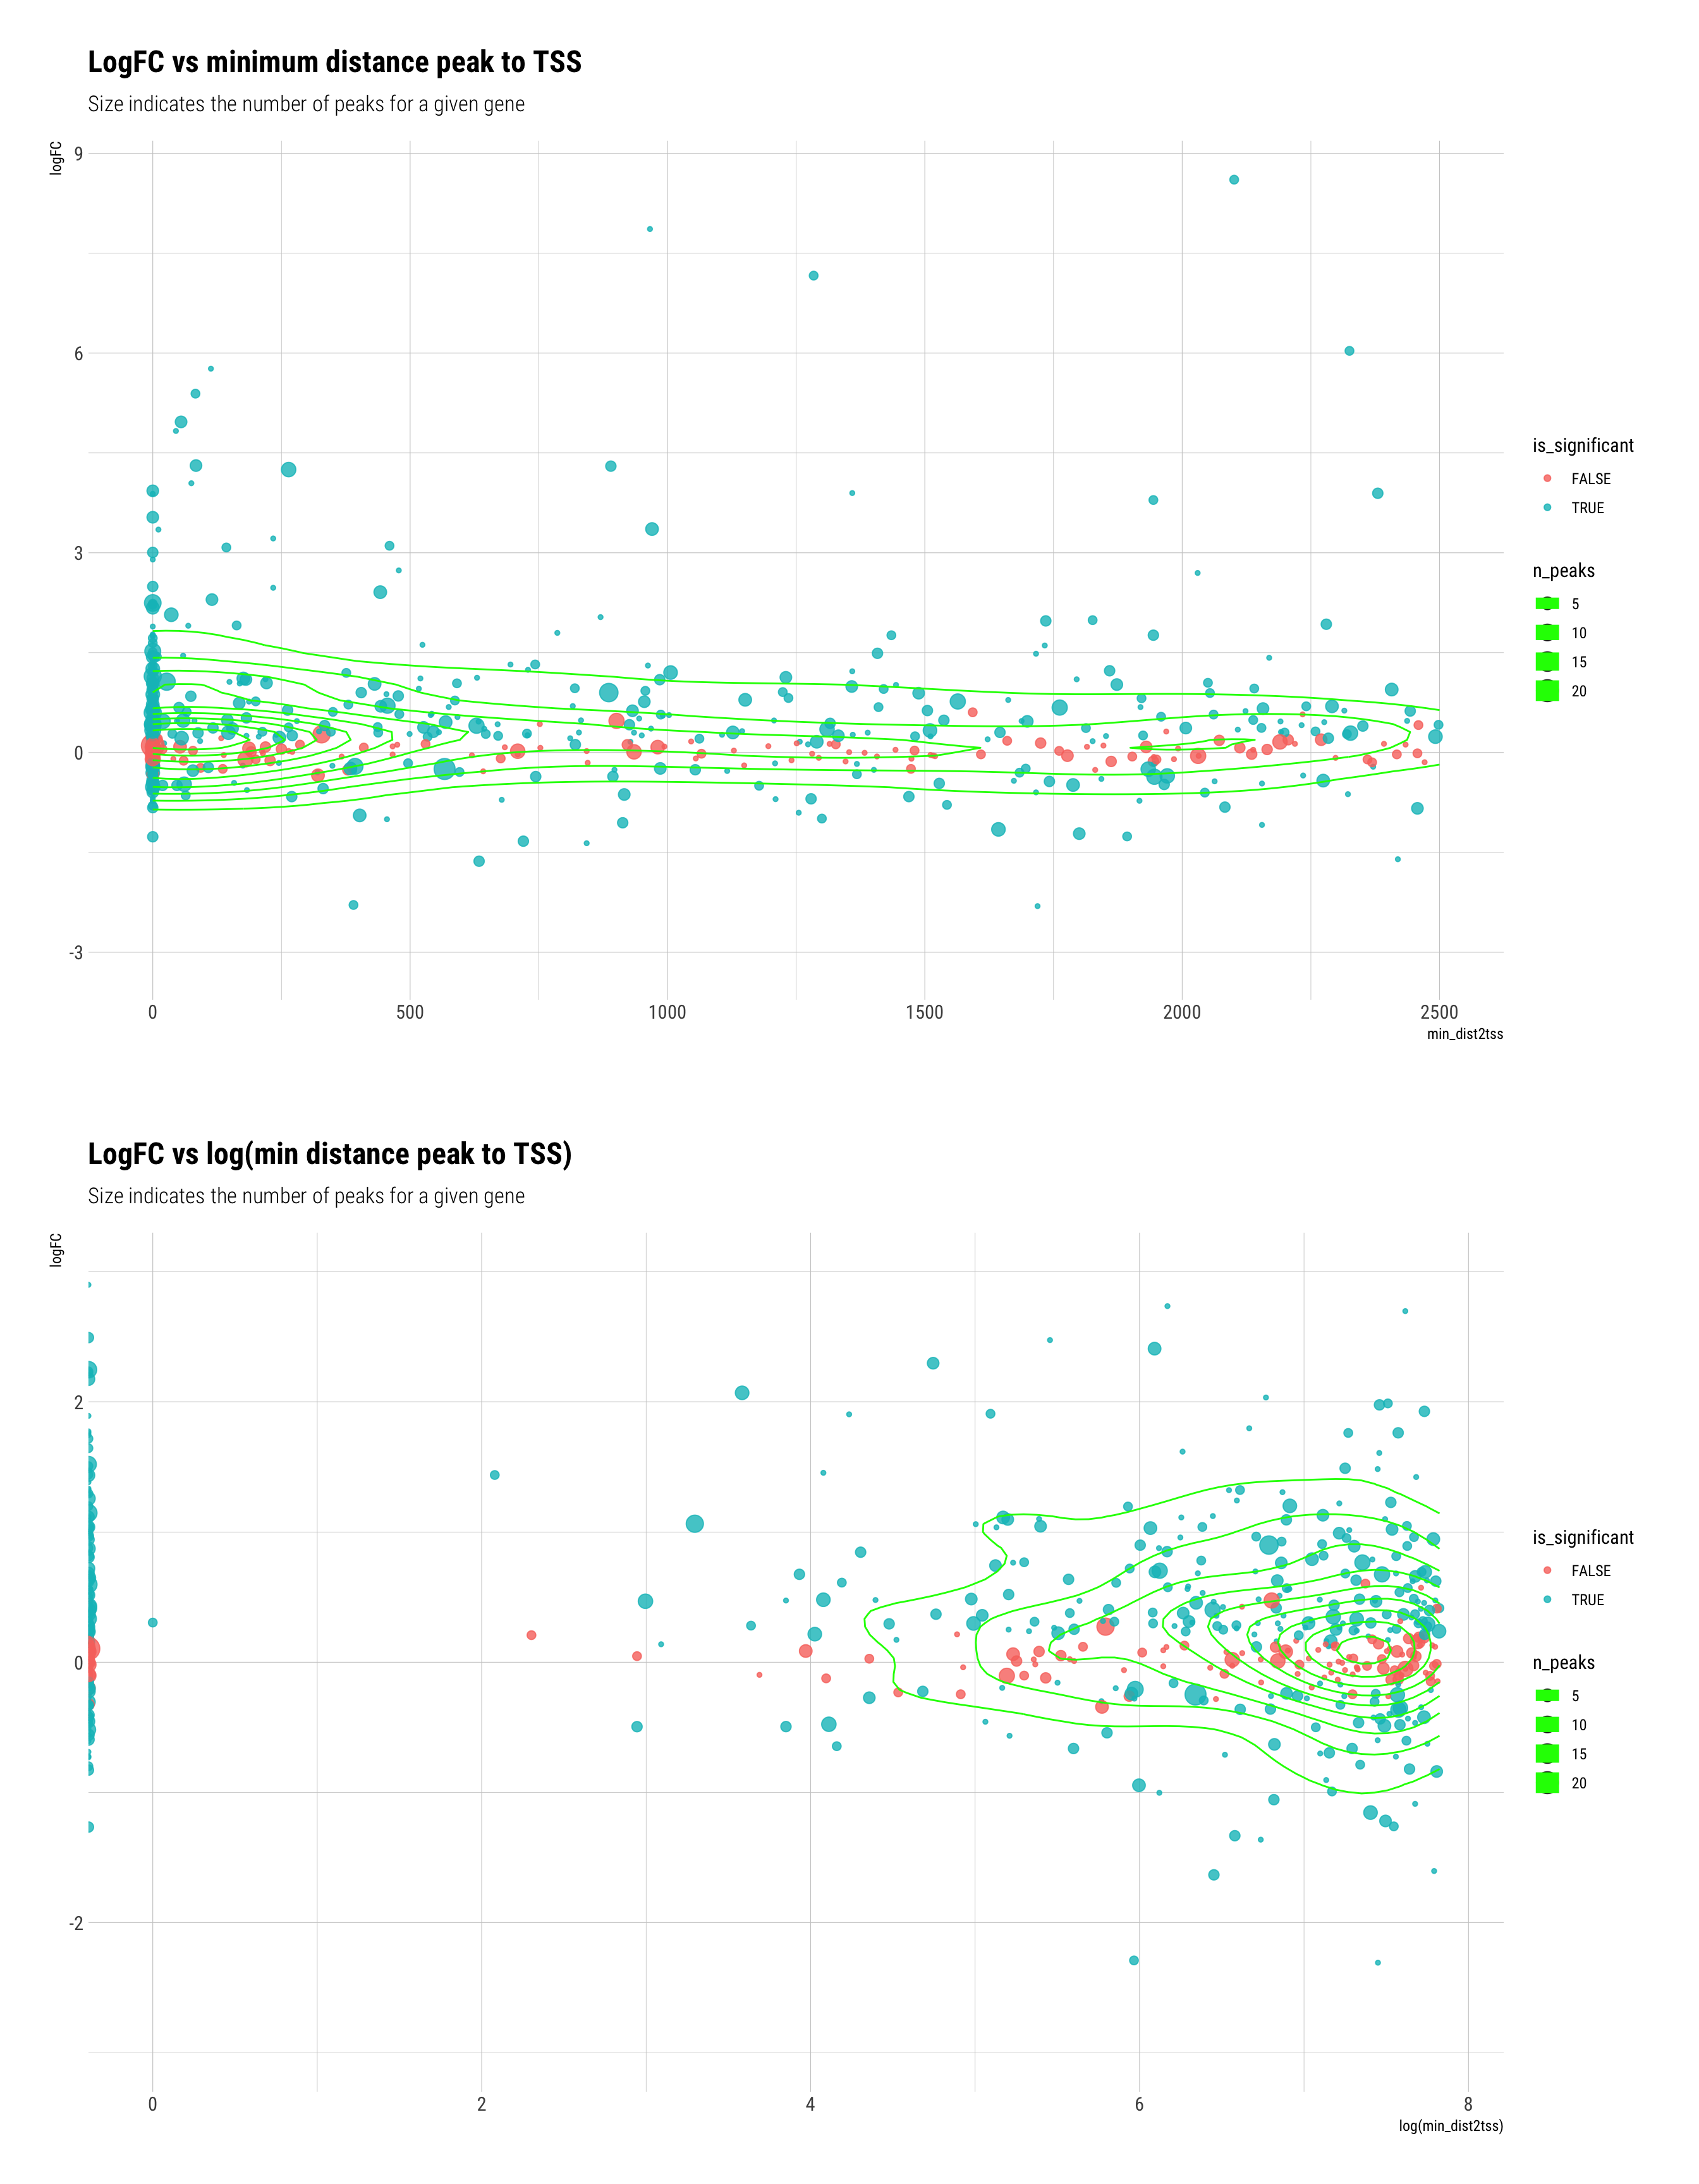 LogFC vs minimum distance peak to TSS
Size indicates the number of peaks for a given gene
logFC
9
6
3
0
-3
0 500 1000 1500 2000 2500
min_dist2tss
is_significant
FALSE
TRUE
n_peaks
5
10
15
20
LogFC vs log(min distance peak to TSS)
Size indicates the number of peaks for a given gene
logFC
2
0
-2
0 2 4 6 8
log(min_dist2tss)
is_significant
FALSE
TRUE
n_peaks
5
10
15
20